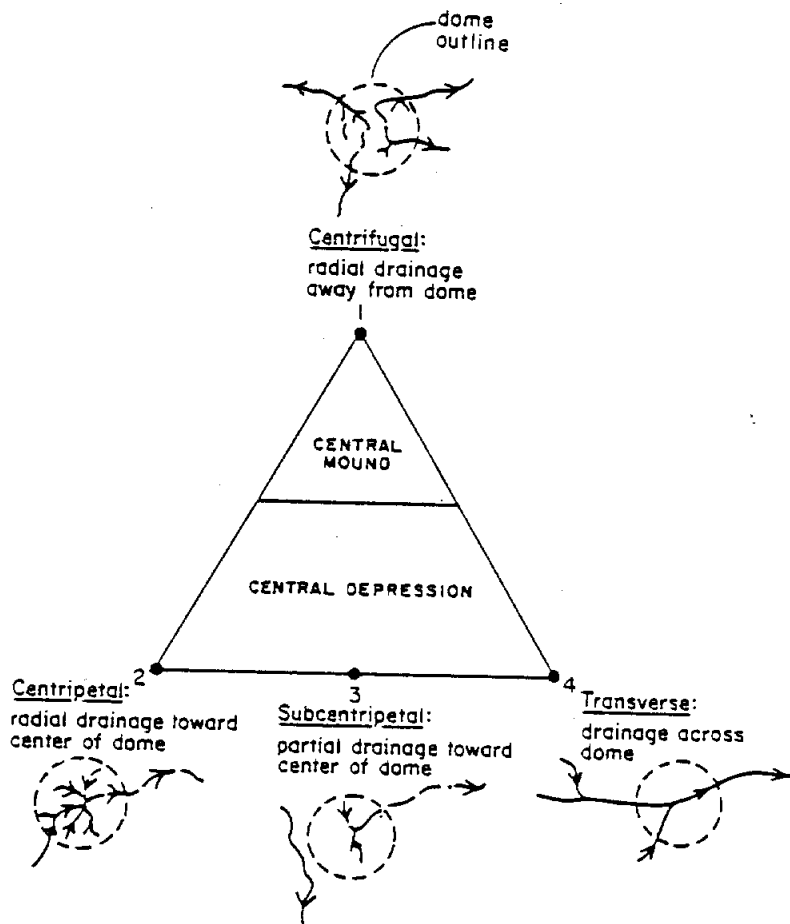 dome
outline
Centrifugal:
radial drainage
away from dome
CENTRAL
MOUND
CENTRAL DEPRESSION
2
3
4
Centripetal:
radial drainage toward
center of dome
Subcentripetal:
partial drainage toward
center of dome
Transverse:
drainage across
dome